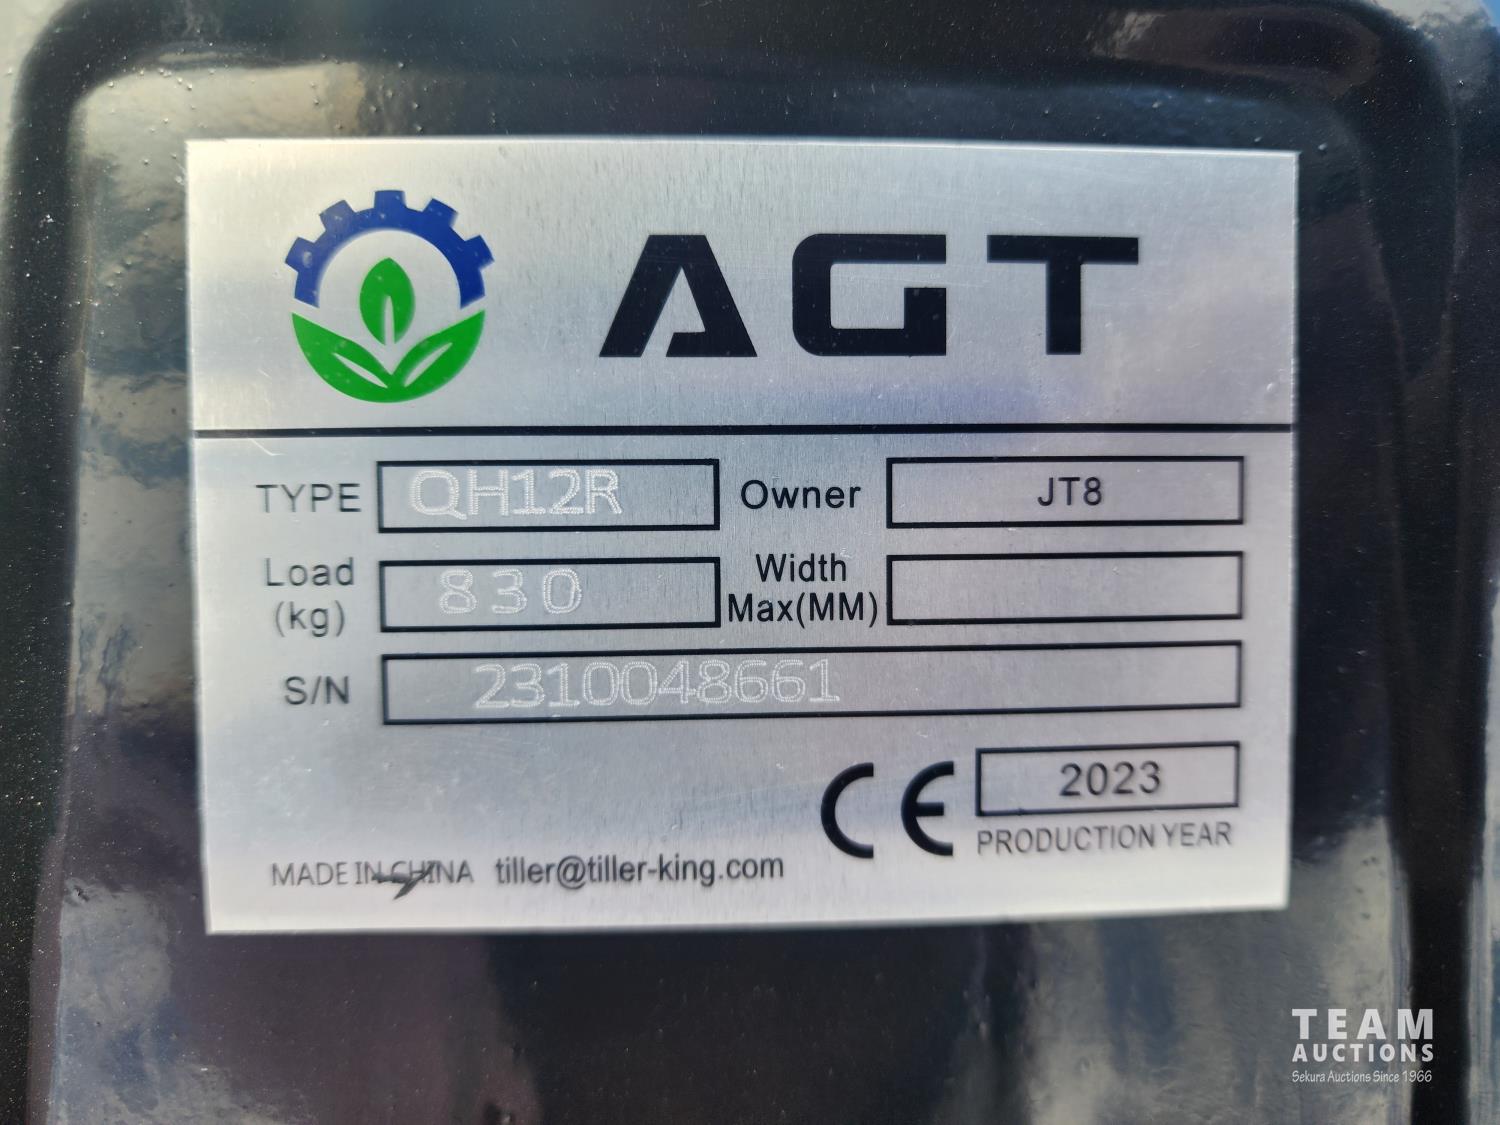 AGT
TYPE QH12R Owner JT8
Load (kg) 830 Width Max(MM)
S/N 2310048661
CE 2023
PRODUCTION YEAR
MADE IN CHINA tiller@tiller-king.com
TEAM
AUCTIONS
Sekura Auctions Since 1966